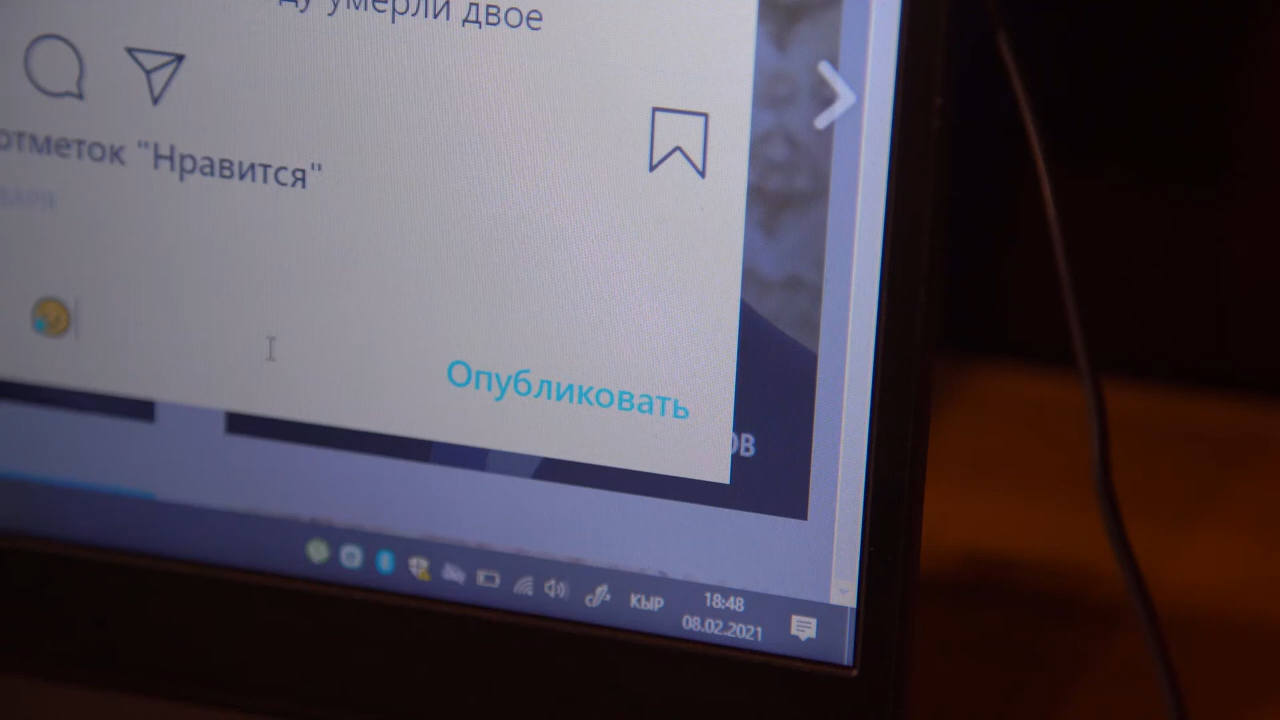 умерли двое
отметок "Нравится"
Опубликовать
ОВ
КЫР
18:48
08.02.2021